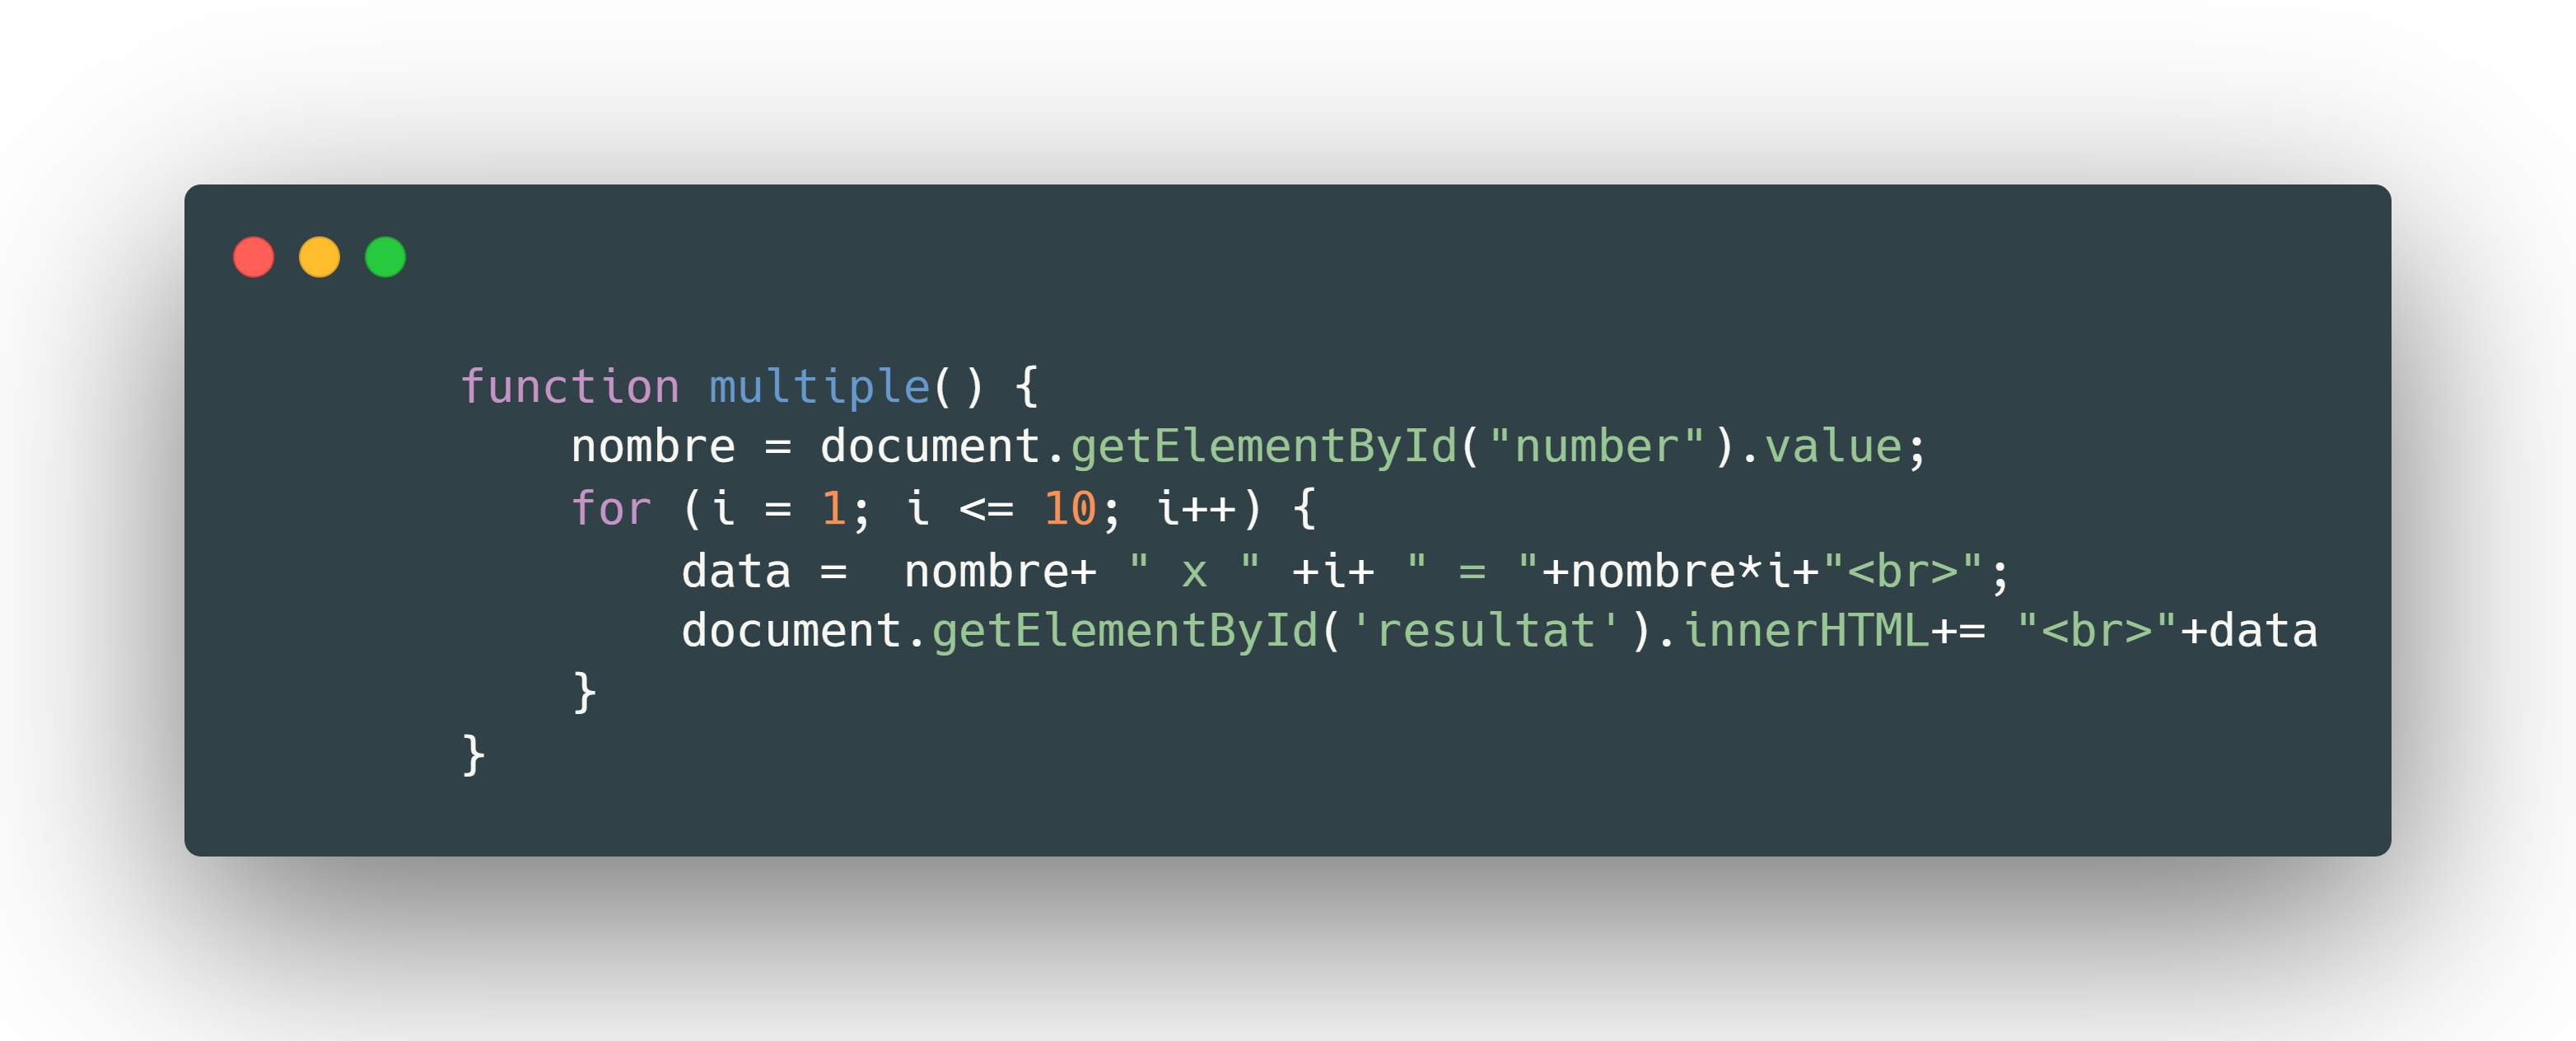 function multiple() {
    nombre = document.getElementById("number").value;
    for (i = 1; i <= 10; i++) {
        data =  nombre+ " x " +i+ " = "+nombre*i+"<br>";
        document.getElementById('resultat').innerHTML+= "<br>"+data
    }
}